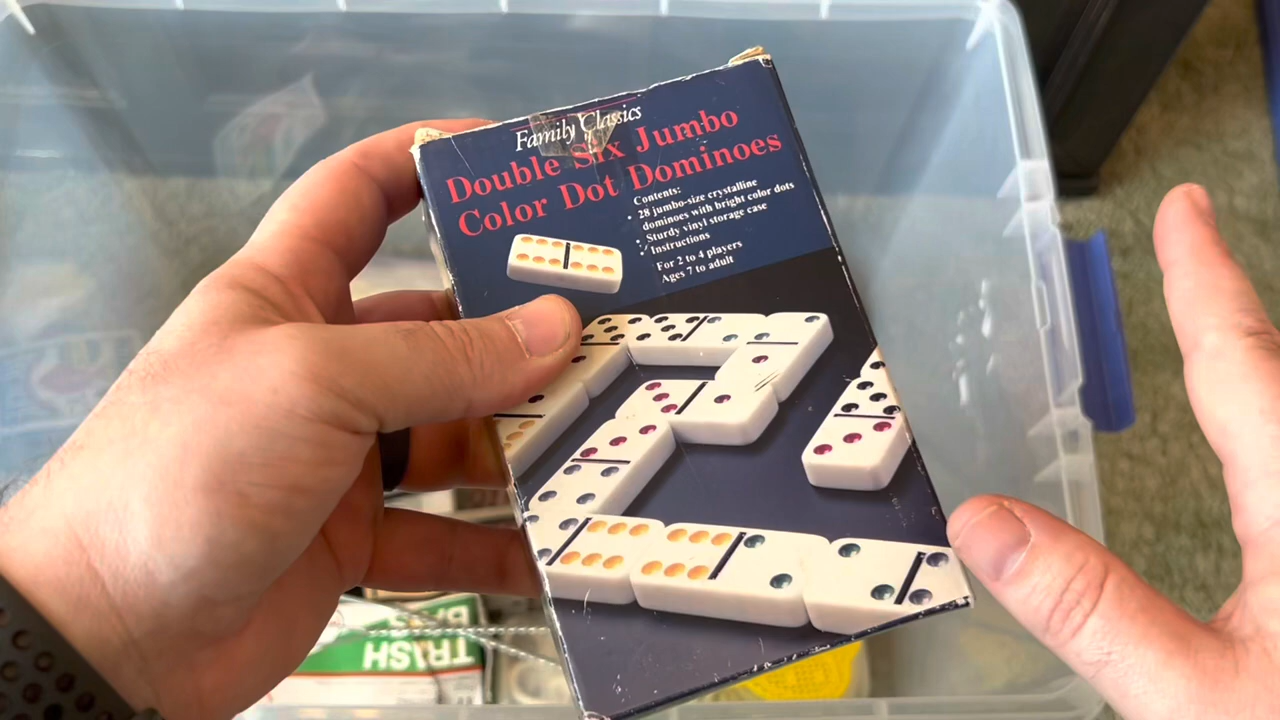 Family Classics
Double Six Jumbo
Color Dot Dominoes
Contents:
• 28 jumbo-size crystalline
dominoes with bright color dots
• Sturdy vinyl storage case
• Instructions
For 2 to 4 players
Ages 7 to adult
TRASH
BAGS